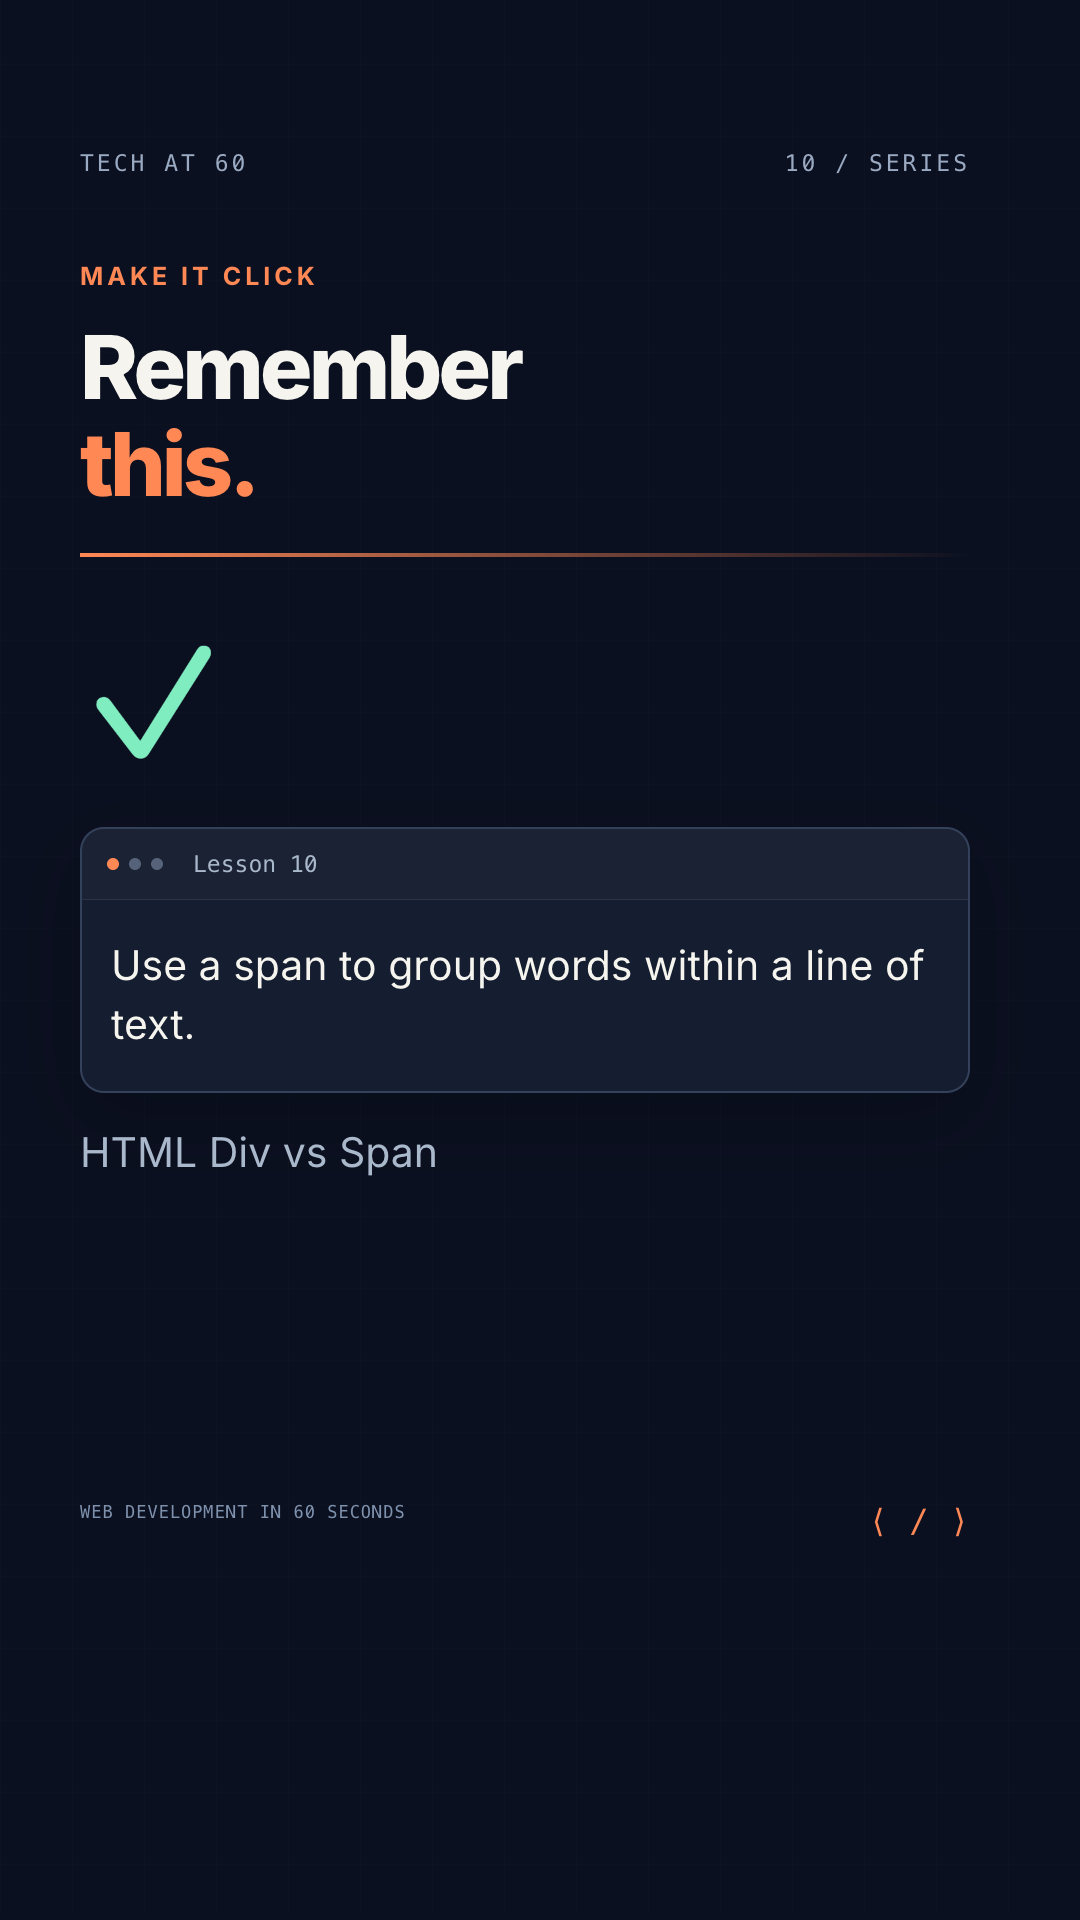 TECH AT 60
10 / SERIES
MAKE IT CLICK
Remember
this.
Lesson 10
Use a span to group words within a line of
text.
HTML Div vs Span
WEB DEVELOPMENT IN 60 SECONDS
⟨ / ⟩